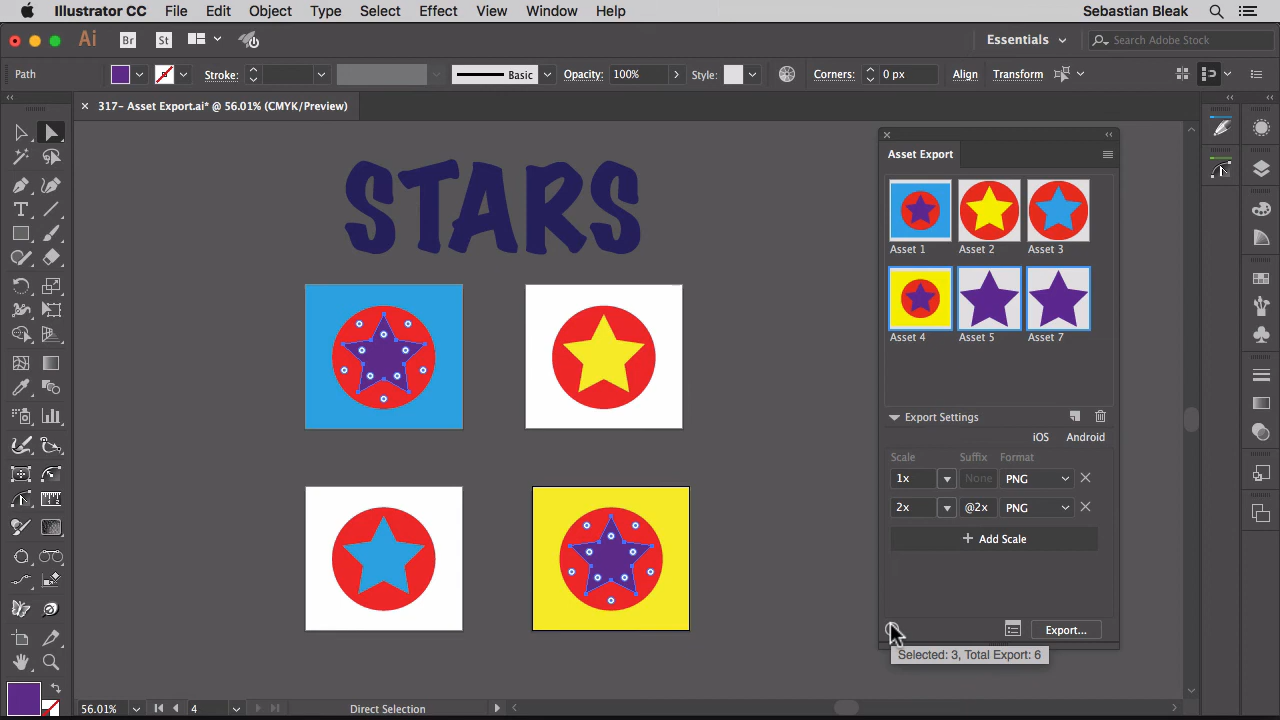 Illustrator CC File Edit Object Type Select Effect View Window Help Sebastian Bleak
Ai Br St Essentials Search Adobe Stock
Path Stroke: Basic Opacity: 100% Style: Corners: 0 px Align Transform
317- Asset Export.ai* @ 56.01% (CMYK/Preview)
STARS
Asset Export
Asset 1 Asset 2 Asset 3
Asset 4 Asset 5 Asset 7
Export Settings
iOS Android
Scale Suffix Format
1x None PNG
2x @2x PNG
+ Add Scale
Export...
Selected: 3, Total Export: 6
56.01% 4 Direct Selection